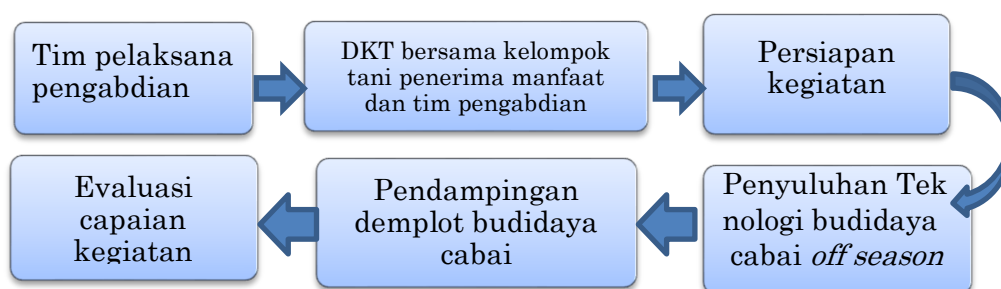 Tim pelaksana
pengabdian
DKT bersama kelompok
tani penerima manfaat
dan tim pengabdian
Persiapan
kegiatan
Penyuluhan Tek
nologi budidaya
cabai off season
Pendampingan
demplot budidaya
cabai
Evaluasi
capaian
kegiatan